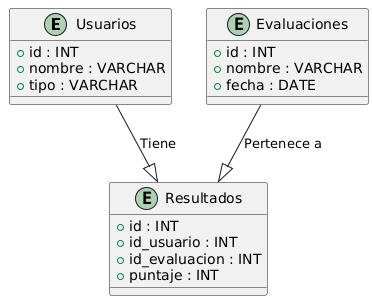 E Usuarios
id : INT
nombre : VARCHAR
tipo : VARCHAR
E Evaluaciones
id : INT
nombre : VARCHAR
fecha : DATE
Tiene
Pertenece a
E Resultados
id : INT
id_usuario : INT
id_evaluacion : INT
puntaje : INT